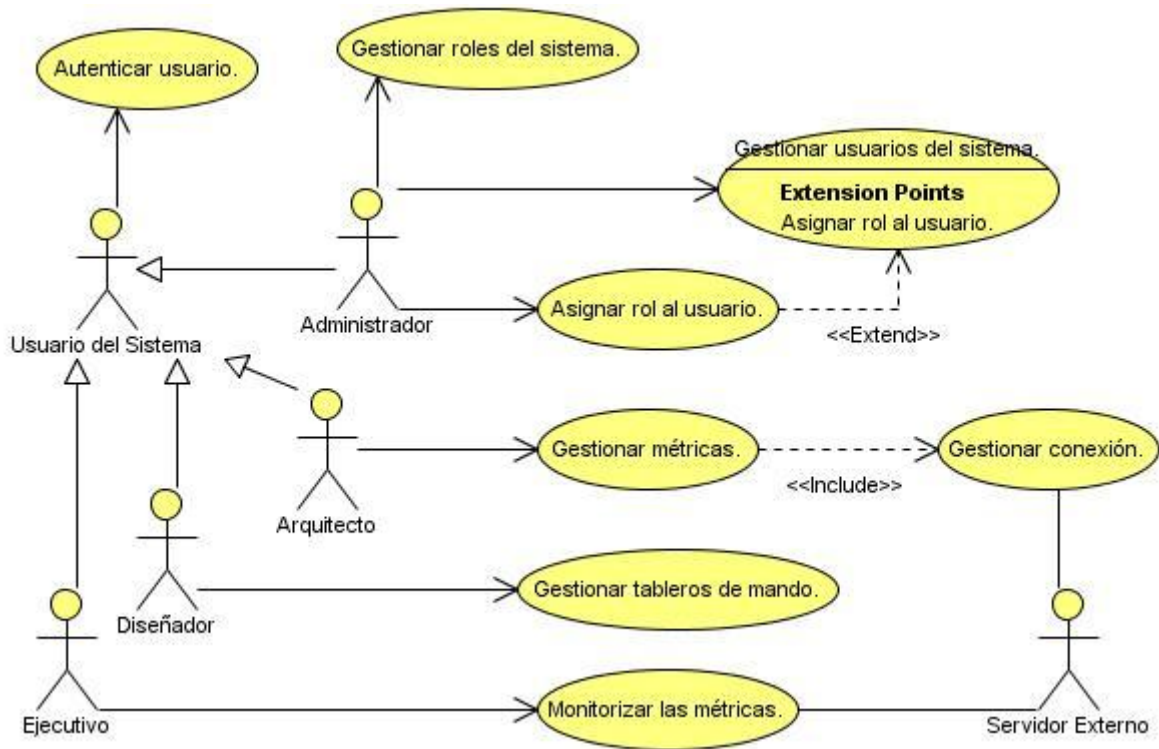 Gestionar roles del sistema.
Autenticar usuario.
Gestionar usuarios del sistema.
Extension Points
Asignar rol al usuario.
Asignar rol al usuario.
Administrador
<<Extend>>
Usuario del Sistema
Gestionar métricas.
Gestionar conexión.
<<Include>>
Arquitecto
Gestionar tableros de mando.
Diseñador
Monitorizar las métricas.
Ejecutivo
Servidor Externo